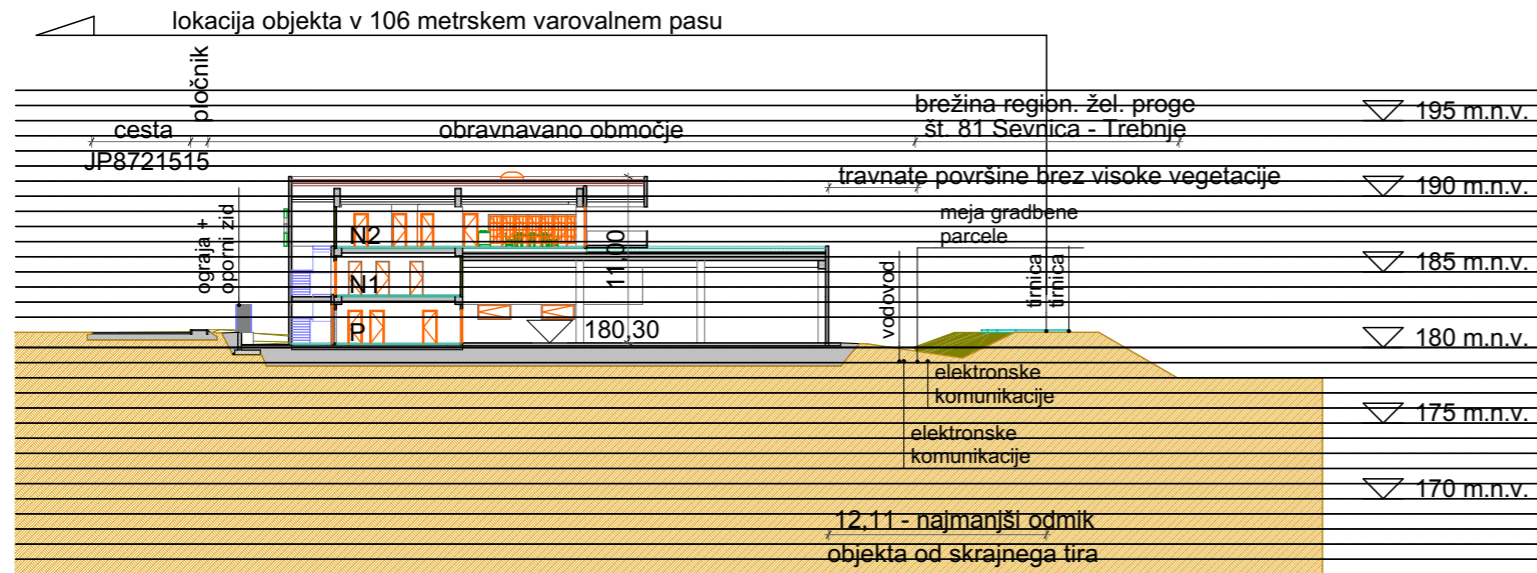 lokacija objekta v 106 metrskem varovalnem pasu
pločnik
brežina region. žel. proge
št. 81 Sevnica - Trebnje
195 m.n.v.
cesta
obravnavano območje
JP8721515
travnate površine brez visoke vegetacije
190 m.n.v.
meja gradbene
parcele
ograja +
oporni zid
N2
11,00
185 m.n.v.
N1
vodovod
tirnica
tirnica
P
180,30
180 m.n.v.
elektronske
komunikacije
175 m.n.v.
elektronske
komunikacije
170 m.n.v.
12,11 - najmanjši odmik
objekta od skrajnega tira